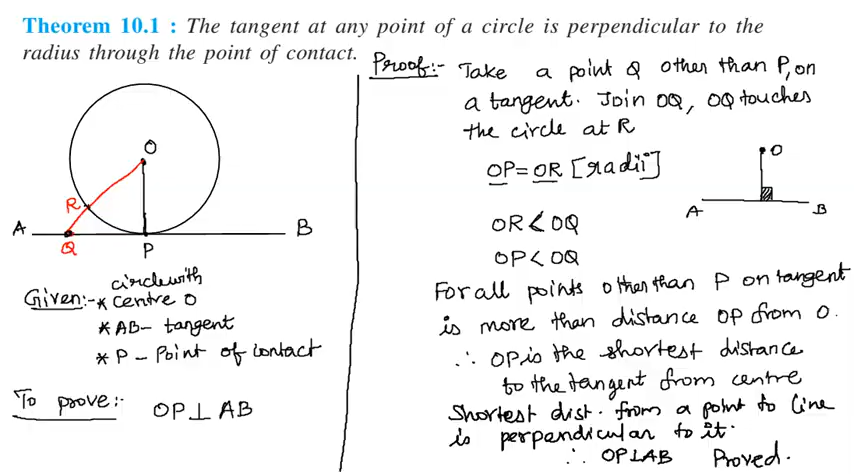 Theorem 10.1 : The tangent at any point of a circle is perpendicular to the
radius through the point of contact.
O
R
A
B
Q
P
Given:- * circle with
centre O
* AB - tangent
* P - Point of contact
To prove:- OP ⊥ AB
Proof:- Take a point Q other than P, on
a tangent. Join OQ, OQ touches
the circle at R
OP = OR [radii]
OR < OQ
OP < OQ
O
A
B
For all points other than P on tangent
is more than distance OP from O.
∴ OP is the shortest distance
to the tangent from centre
Shortest dist. from a point to line
is perpendicular to it.
∴ OP ⊥ AB Proved.